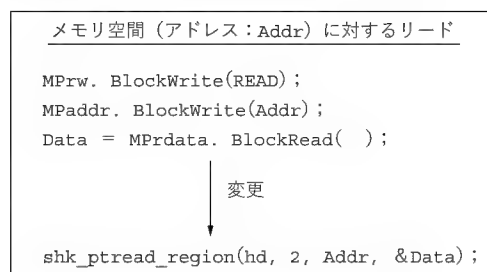 メモリ空間（アドレス：Addr）に対するリード
MPrw. BlockWrite(READ);
MPaddr. BlockWrite(Addr);
Data = MPrdata. BlockRead( );
変更
shk_ptread_region(hd, 2, Addr, &Data);